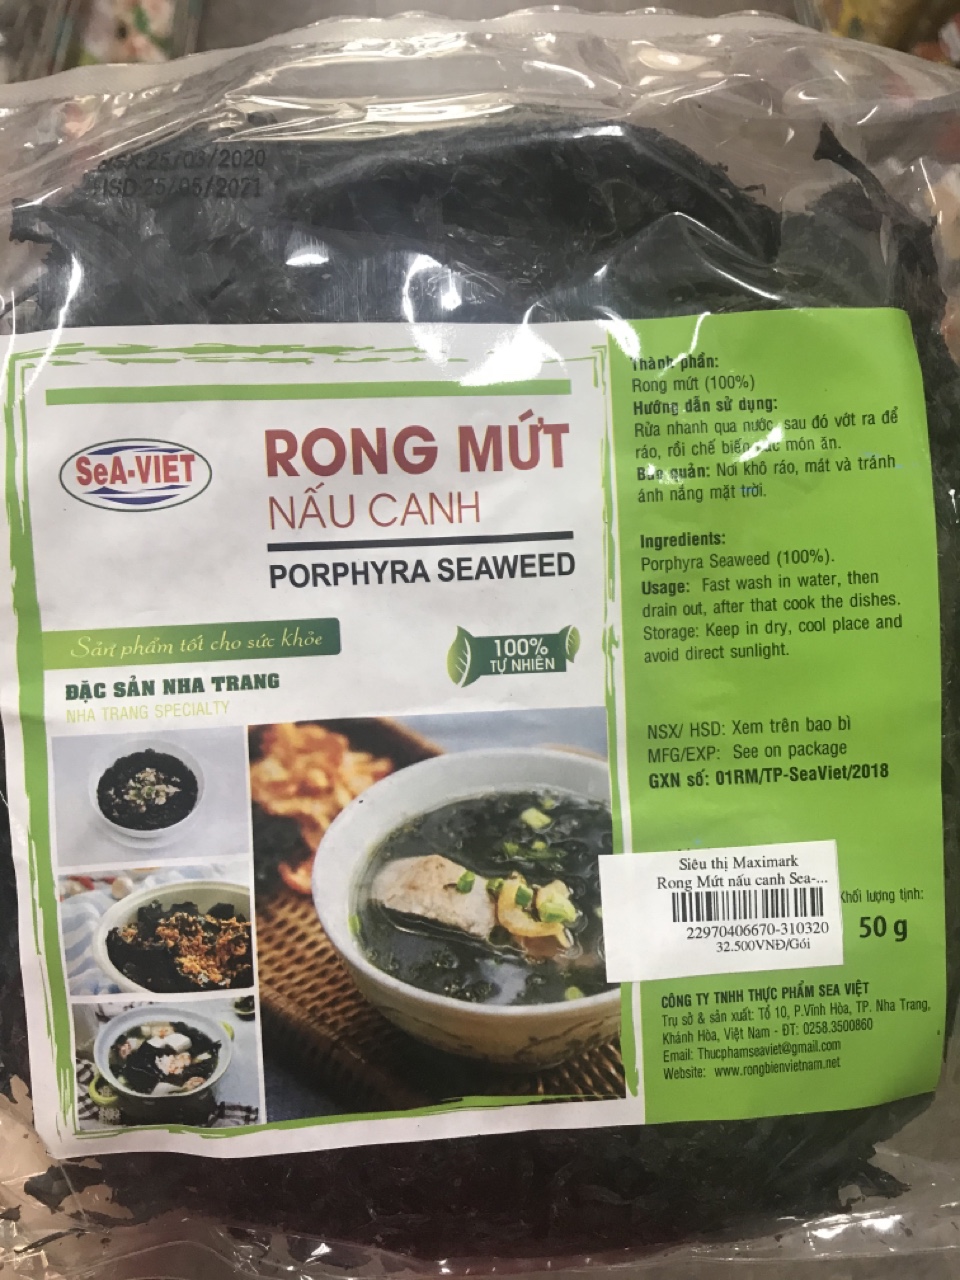 25/03/2020
HSD 25/05/2021
SeA-VIET
RONG MỨT
NẤU CANH
PORPHYRA SEAWEED
Sản phẩm tốt cho sức khỏe
100%
TỰ NHIÊN
ĐẶC SẢN NHA TRANG
NHA TRANG SPECIALTY
Thành phần:
Rong mứt (100%)
Hướng dẫn sử dụng:
Rửa nhanh qua nước, sau đó vớt ra để
ráo, rồi chế biến các món ăn.
Bảo quản: Nơi khô ráo, mát và tránh
ánh nắng mặt trời.
Ingredients:
Porphyra Seaweed (100%).
Usage: Fast wash in water, then
drain out, after that cook the dishes.
Storage: Keep in dry, cool place and
avoid direct sunlight.
NSX/ HSD: Xem trên bao bì
MFG/EXP: See on package
GXN số: 01RM/TP-SeaViet/2018
Siêu thị Maximark
Rong Mứt nấu canh Sea-...
22970406670-310320
32.500VNĐ/Gói
Khối lượng tịnh:
50 g
CÔNG TY TNHH THỰC PHẨM SEA VIỆT
Trụ sở & sản xuất: Tổ 10, P.Vĩnh Hòa, TP. Nha Trang,
Khánh Hòa, Việt Nam - ĐT: 0258.3500860
Email: Thucphamseaviet@gmail.com
Website: www.rongbienvietnam.net